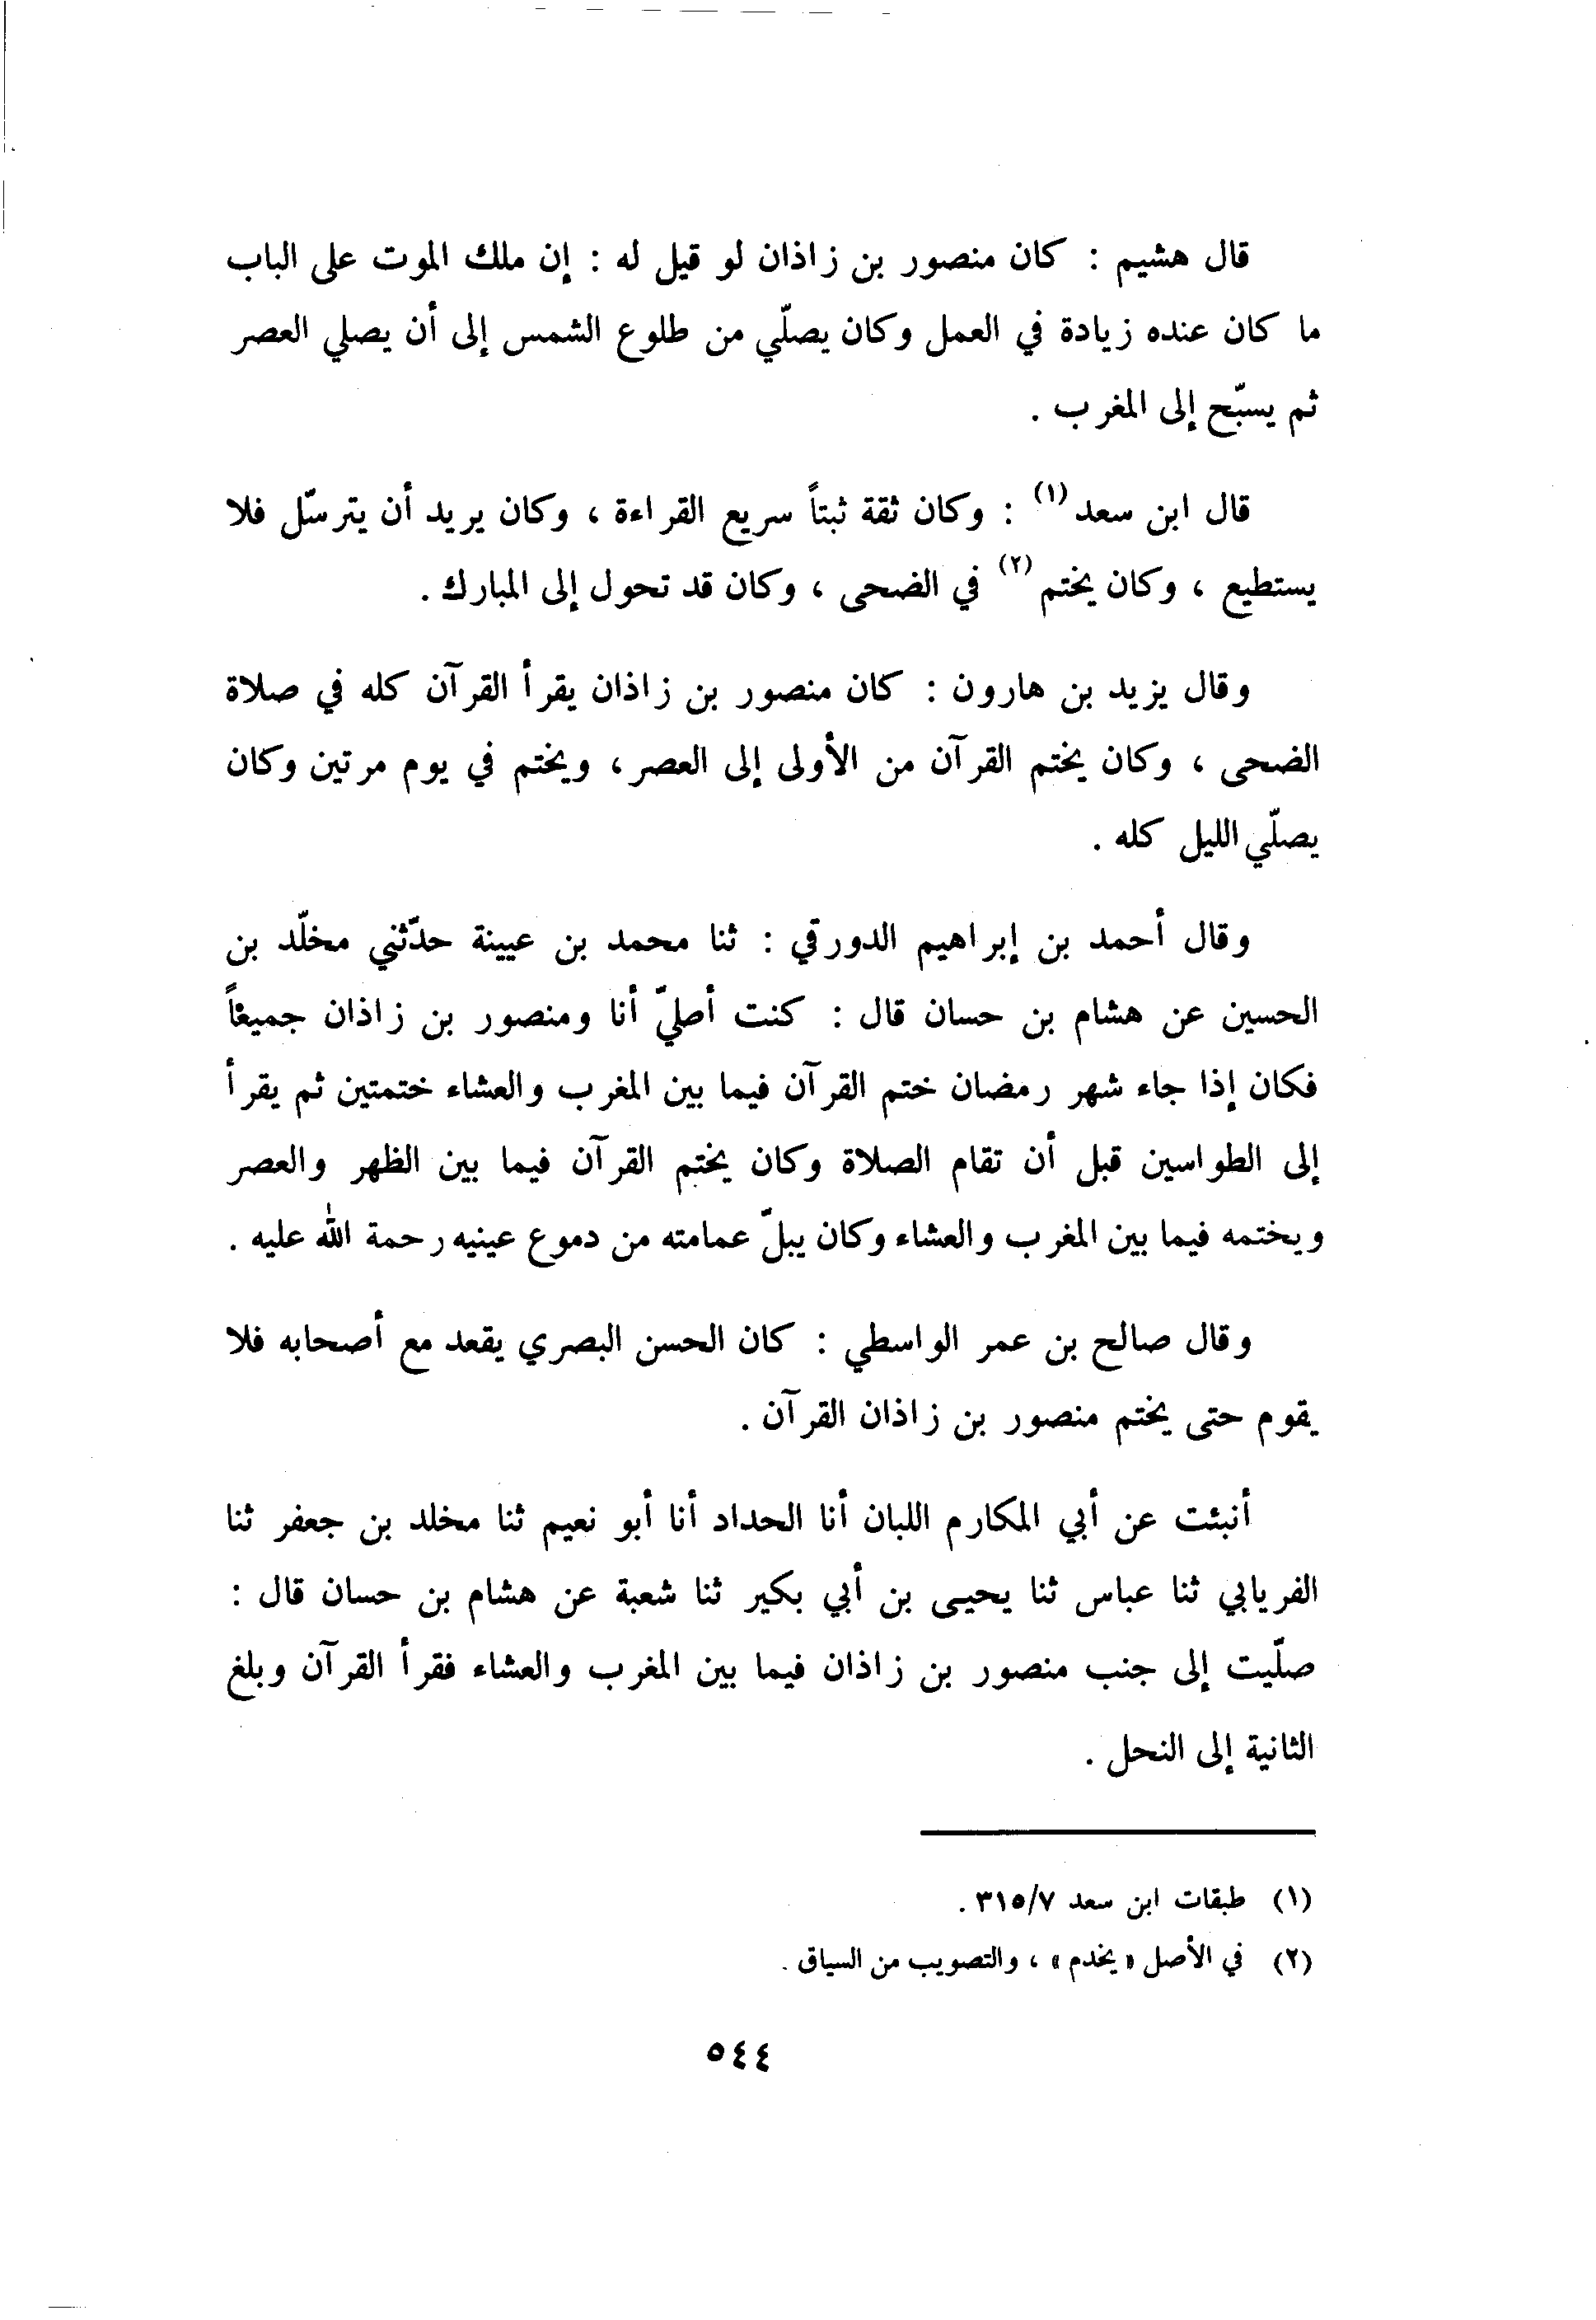 قال هشيم : كان منصور بن زاذان لو قيل له : إن ملك الموت على الباب
ما كان عنده زيادة في العمل وكان يصلّي من طلوع الشمس إلى أن يصلي العصر
ثم يسبّح إلى المغرب .
قال ابن سعد (١) : وكان ثقة ثبتاً سريع القراءة ، وكان يريد أن يترسّل فلا
يستطيع ، وكان يختم (٢) في الضحى ، وكان قد تحول إلى المبارك .
وقال يزيد بن هارون : كان منصور بن زاذان يقرأ القرآن كله في صلاة
الضحى ، وكان يختم القرآن من الأولى إلى العصر ، ويختم في يوم مرتين وكان
يصلّي الليل كله .
وقال أحمد بن إبراهيم الدورقي : ثنا محمد بن عيينة حدّثني مخلّد بن
الحسين عن هشام بن حسان قال : كنت أصليّ أنا ومنصور بن زاذان جميعاً
فكان إذا جاء شهر رمضان ختم القرآن فيما بين المغرب والعشاء ختمتين ثم يقرأ
إلى الطواسين قبل أن تقام الصلاة وكان يختم القرآن فيما بين الظهر والعصر
ويختمه فيما بين المغرب والعشاء وكان يبلّ عمامته من دموع عينيه رحمة الله عليه .
وقال صالح بن عمر الواسطي : كان الحسن البصري يقعد مع أصحابه فلا
يقوم حتى يختم منصور بن زاذان القرآن .
أنبئت عن أبي المكارم اللبان أنا الحداد أنا أبو نعيم ثنا مخلد بن جعفر ثنا
الفريابي ثنا عباس ثنا يحيى بن أبي بكير ثنا شعبة عن هشام بن حسان قال :
صلّيت إلى جنب منصور بن زاذان فيما بين المغرب والعشاء فقرأ القرآن وبلغ
الثانية إلى النحل .
(١) طبقات ابن سعد ٣١٥/٧ .
(٢) في الأصل « يخدم » ، والتصويب من السياق .
٥٤٤